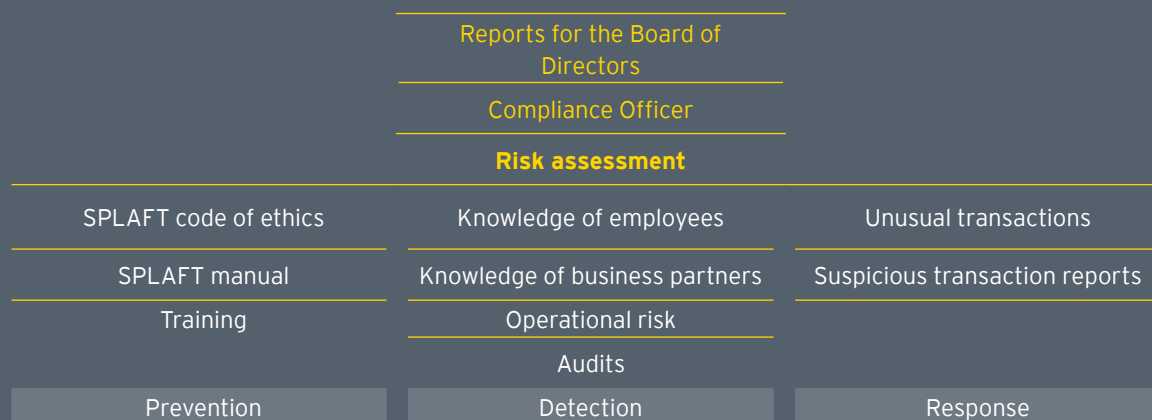 Reports for the Board of
Directors
Compliance Officer
Risk assessment
SPLAFT code of ethics
Knowledge of employees
Unusual transactions
SPLAFT manual
Knowledge of business partners
Suspicious transaction reports
Training
Operational risk
Audits
Prevention
Detection
Response